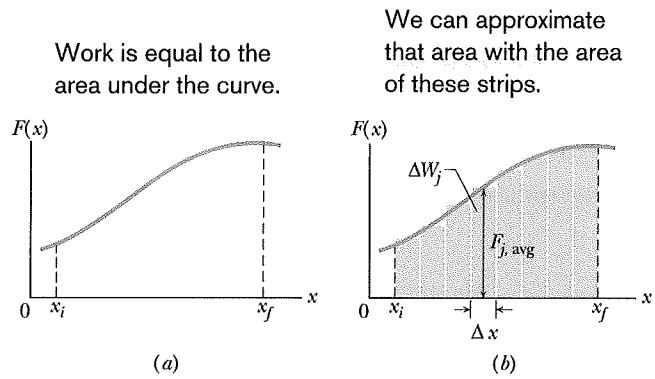 Work is equal to the
area under the curve.
F(x)
0
x_i
x_f
x
(a)
We can approximate
that area with the area
of these strips.
F(x)
ΔW_j
F_j, avg
0
x_i
x_f
x
Δx
(b)